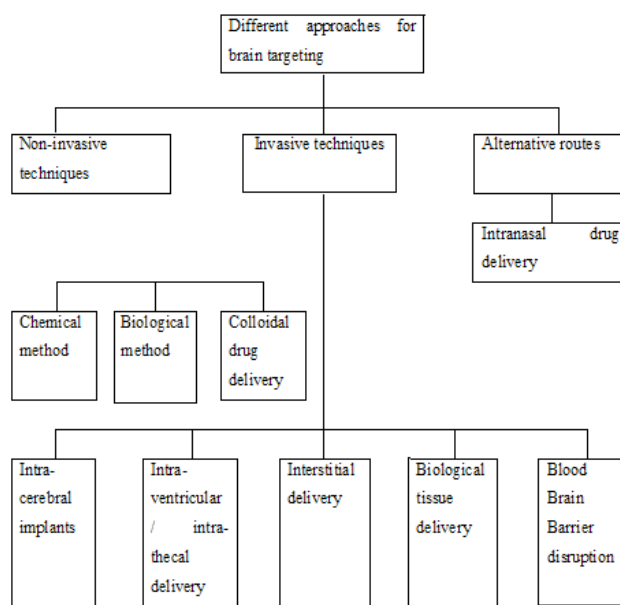 Different approaches for
brain targeting
Non-invasive
techniques
Invasive techniques
Alternative routes
Intranasal drug
delivery
Chemical
method
Biological
method
Colloidal
drug
delivery
Intra-
cerebral
implants
Intra-
ventricular
/ intra-
thecal
delivery
Interstitial
delivery
Biological
tissue
delivery
Blood
Brain
Barrier
disruption